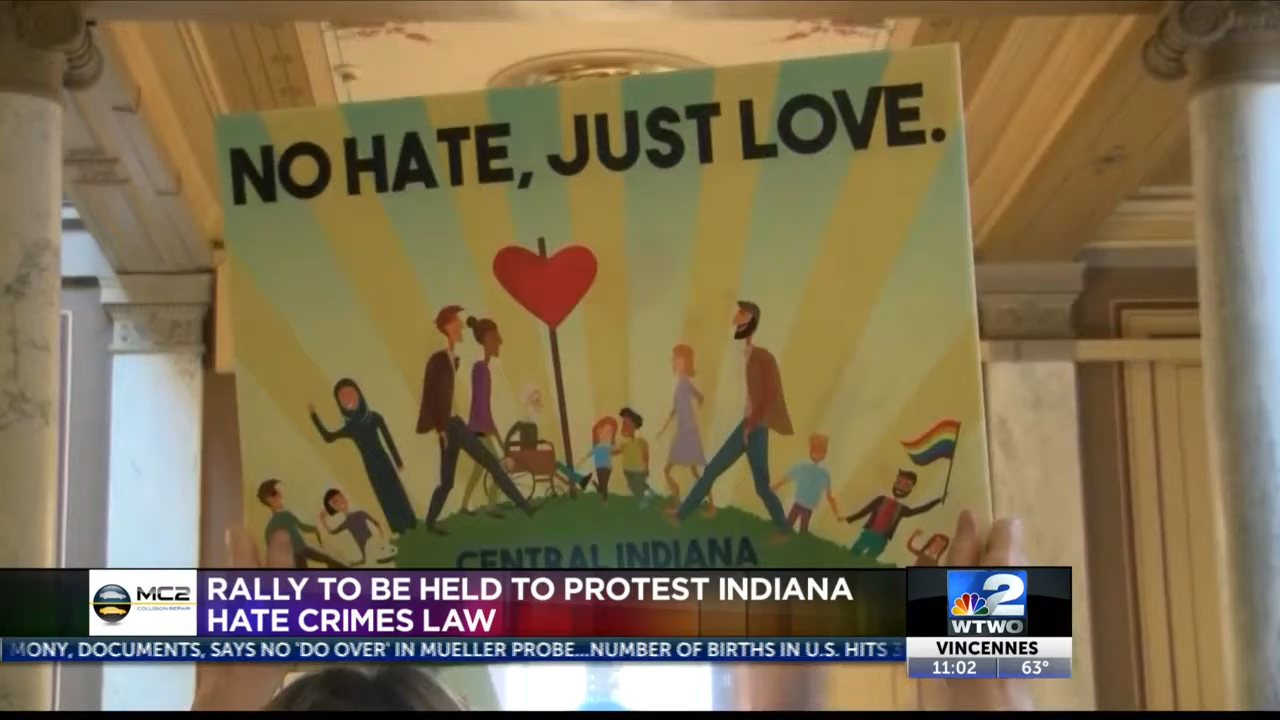 NO HATE, JUST LOVE.
CENTRAL INDIANA
MC2
COLLISION REPAIR
RALLY TO BE HELD TO PROTEST INDIANA
HATE CRIMES LAW
2
WTWO
VINCENNES
11:02 63°
MONY, DOCUMENTS, SAYS NO 'DO OVER' IN MUELLER PROBE...NUMBER OF BIRTHS IN U.S. HITS